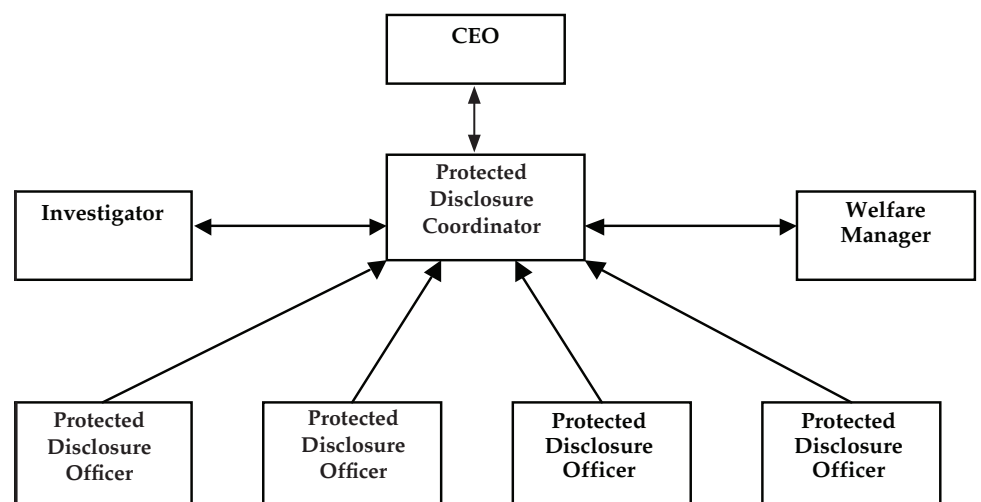 CEO
Protected
Disclosure
Coordinator
Investigator
Welfare
Manager
Protected
Disclosure
Officer
Protected
Disclosure
Officer
Protected
Disclosure
Officer
Protected
Disclosure
Officer